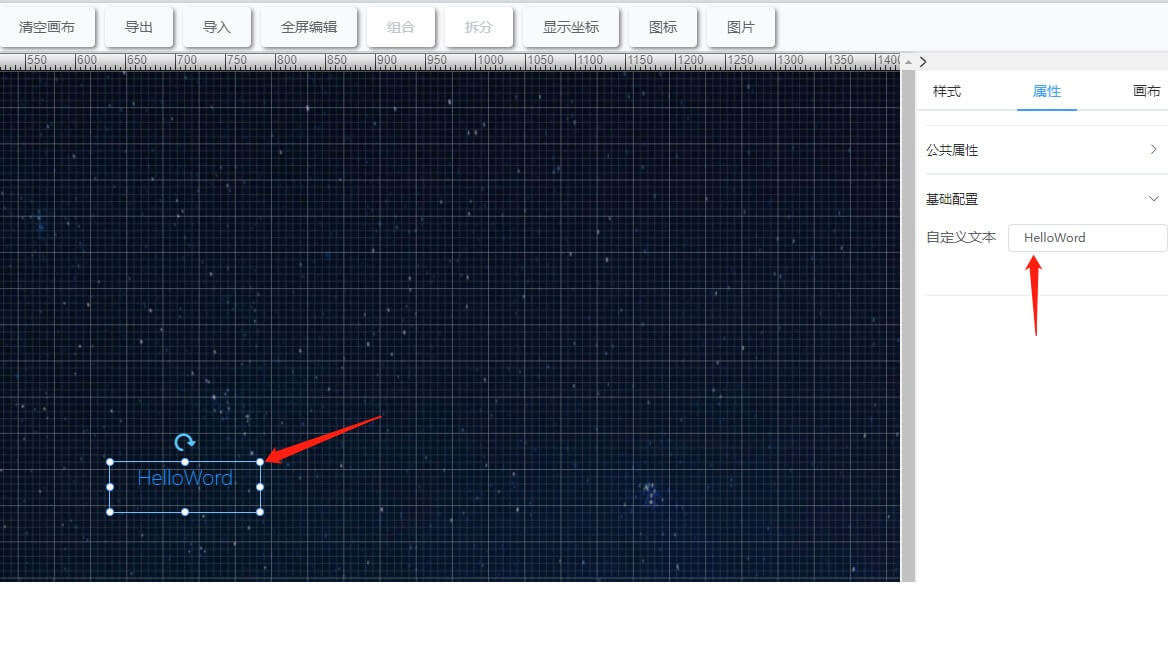 清空画布 导出 导入 全屏编辑 组合 拆分 显示坐标 图标 图片
550 600 650 700 750 800 850 900 950 1000 1050 1100 1150 1200 1250 1300 1350 1400
样式 属性 画布
公共属性
基础配置
自定义文本 HelloWord
HelloWord